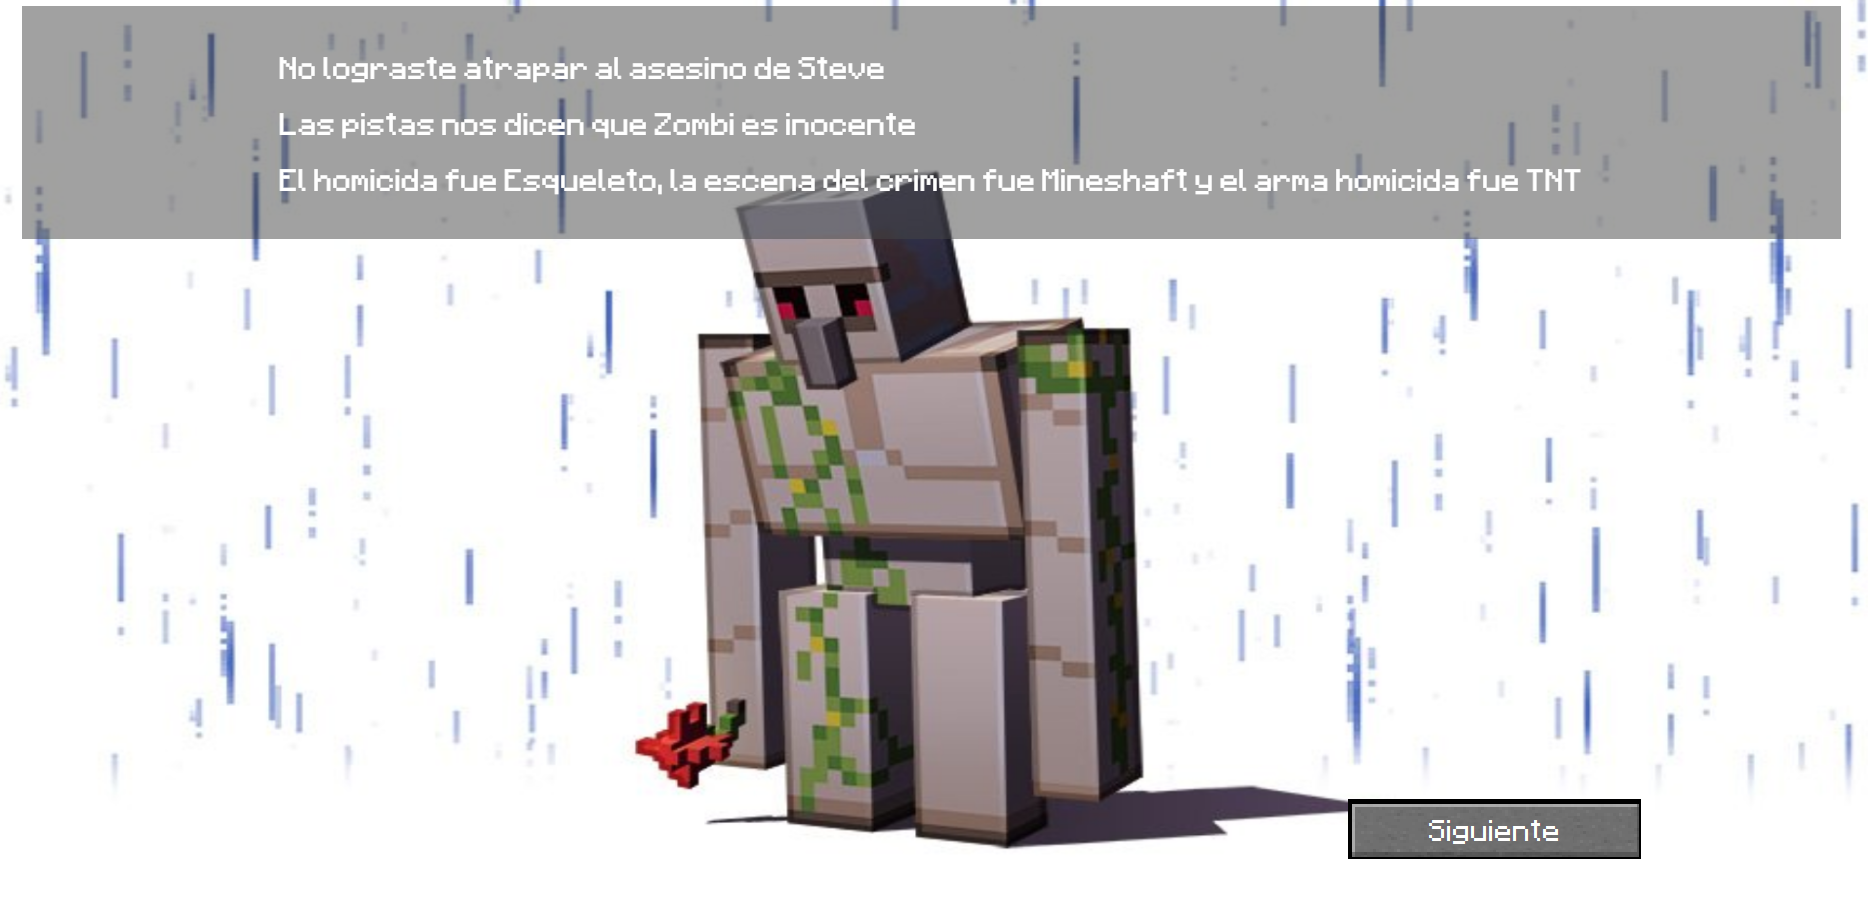 No lograste atrapar al asesino de Steve
Las pistas nos dicen que Zombi es inocente
El homicida fue Esqueleto, la escena del crimen fue Mineshaft y el arma homicida fue TNT
Siguiente